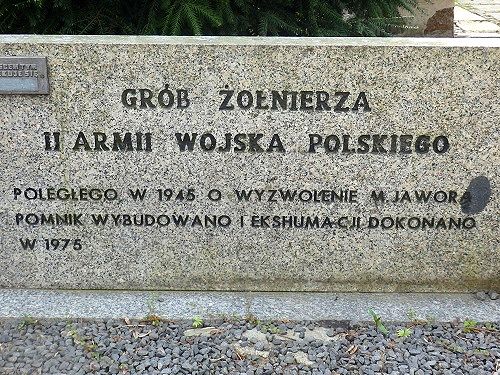 GRÓB ŻOŁNIERZA
II ARMII WOJSKA POLSKIEGO
POLEGŁEGO W 1945 O WYZWOLENIE M.JAWORA
POMNIK WYBUDOWANO I EKSHUMACJI DOKONANO
W 1975